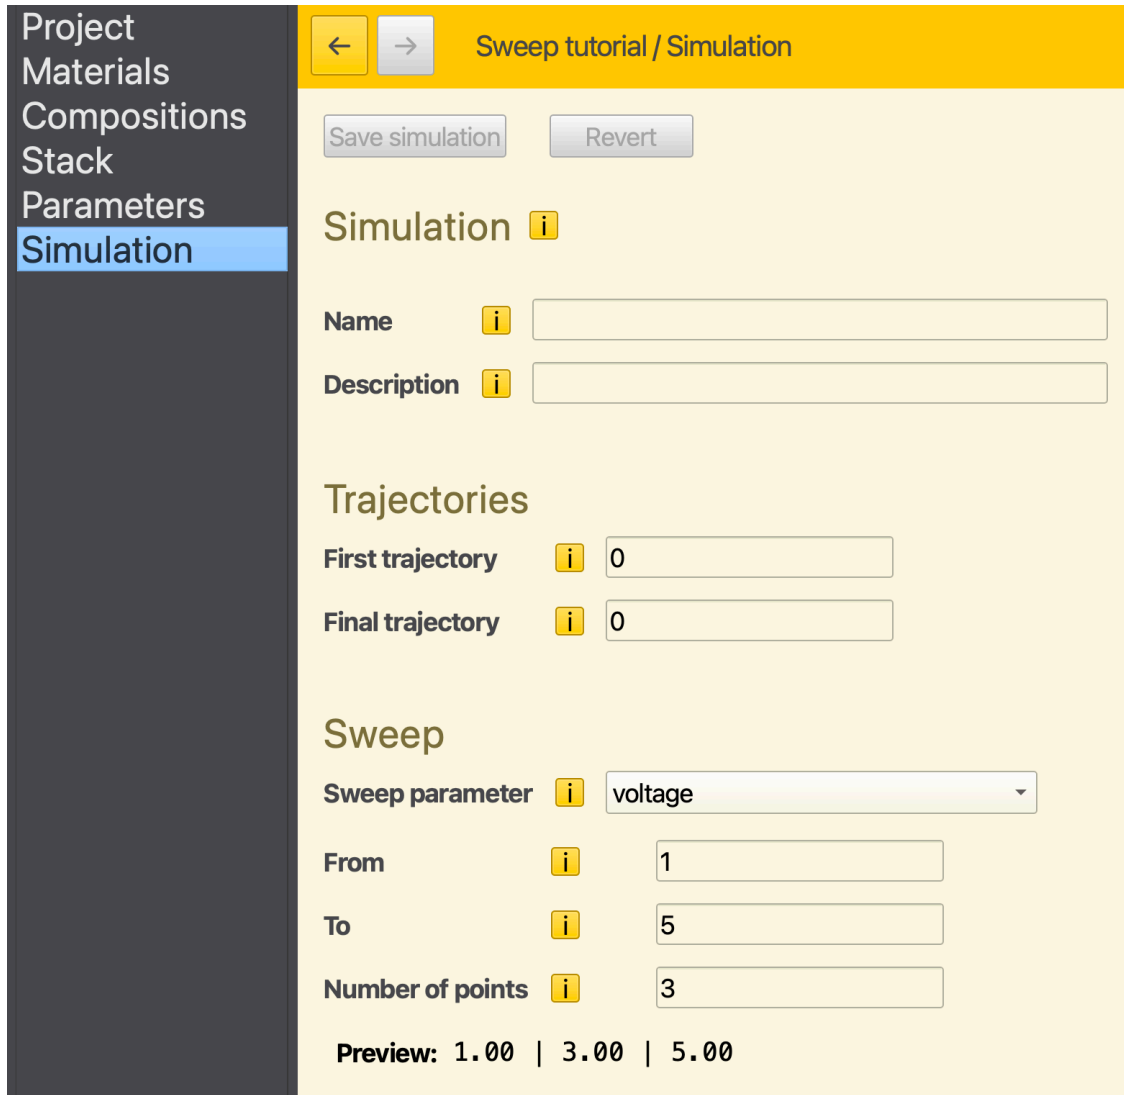 Project
Materials
Compositions
Stack
Parameters
Simulation
← → Sweep tutorial / Simulation
Save simulation Revert
Simulation i
Name i
Description i
Trajectories
First trajectory i 0
Final trajectory i 0
Sweep
Sweep parameter i voltage
From i 1
To i 5
Number of points i 3
Preview: 1.00 | 3.00 | 5.00